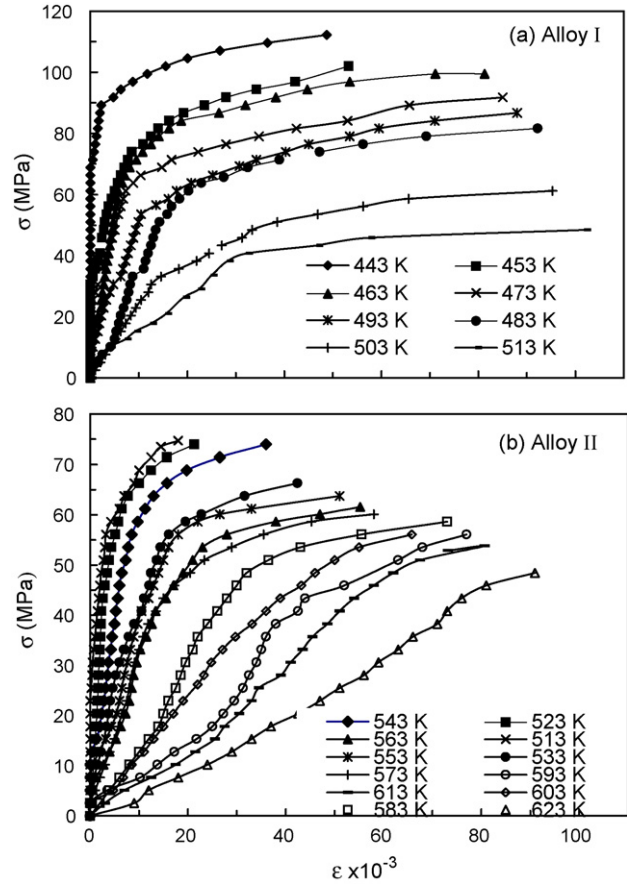 120
(a) Alloy I
100
80
σ (MPa)
60
40
443 K 453 K
463 K 473 K
20
493 K 483 K
503 K 513 K
0
80
(b) Alloy II
70
60
50
σ (MPa)
40
30
20
543 K 523 K
563 K 513 K
10
553 K 533 K
573 K 593 K
613 K 603 K
0
583 K 623 K
0 20 40 60 80 100
ε x10⁻³